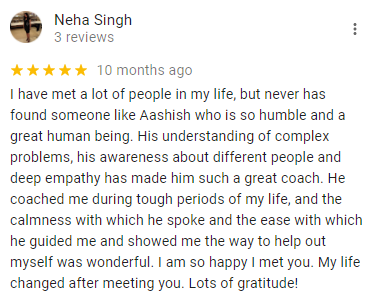 Neha Singh
3 reviews
10 months ago
I have met a lot of people in my life, but never has
found someone like Aashish who is so humble and a
great human being. His understanding of complex
problems, his awareness about different people and
deep empathy has made him such a great coach. He
coached me during tough periods of my life, and the
calmness with which he spoke and the ease with which
he guided me and showed me the way to help out
myself was wonderful. I am so happy I met you. My life
changed after meeting you. Lots of gratitude!